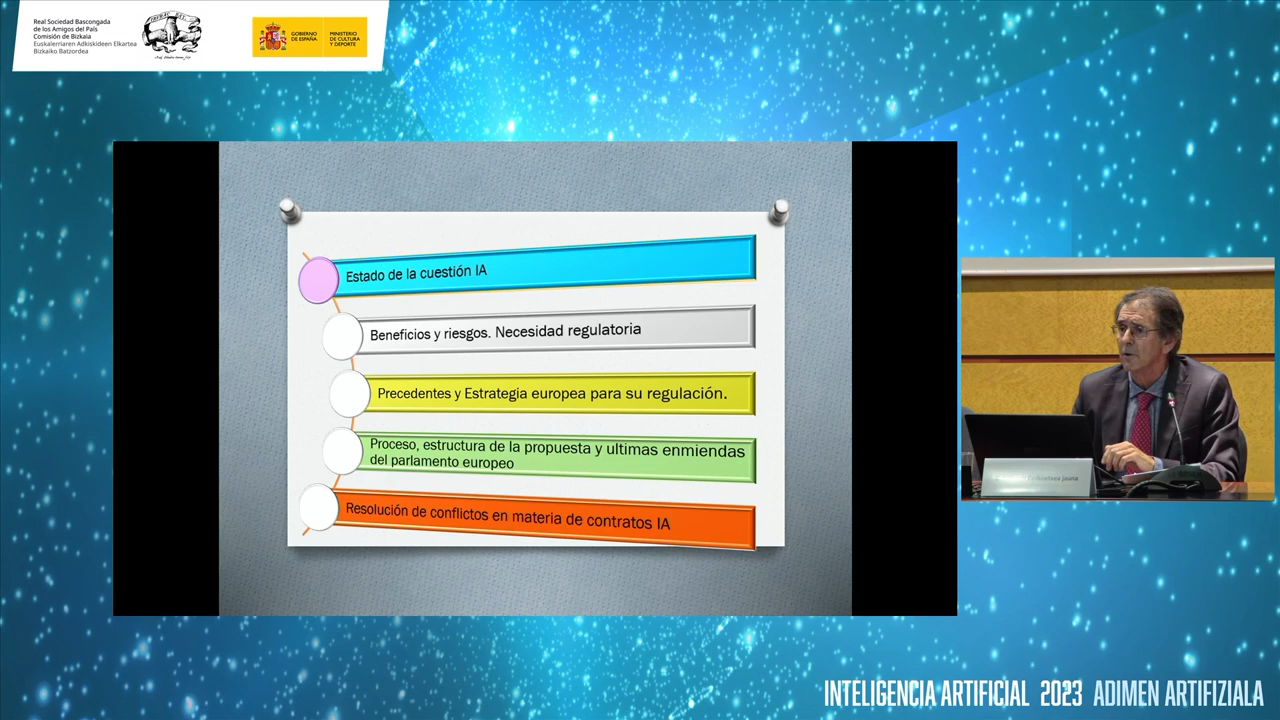 Real Sociedad Bascongada
de los Amigos del País
Comisión de Bizkaia
Euskalerriaren Adkiskideen Elkartea
Bizkaiko Batzordea
GOBIERNO
DE ESPAÑA
MINISTERIO
DE CULTURA
Y DEPORTE
Estado de la cuestión IA
Beneficios y riesgos. Necesidad regulatoria
Precedentes y Estrategia europea para su regulación.
Proceso, estructura de la propuesta y ultimas enmiendas
del parlamento europeo
Resolución de conflictos en materia de contratos IA
INTELIGENCIA ARTIFICIAL 2023 ADIMEN ARTIFIZIALA